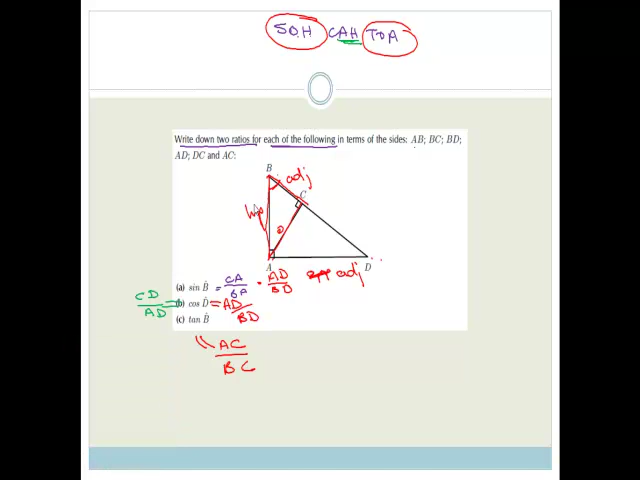 SOH CAH TOA
Write down two ratios for each of the following in terms of the sides: AB; BC; BD;
AD; DC and AC:
B
adj
C
hyp
o
A
D
adj
(a) sin B̂ = CA/BA = AD/BD
CD/AD = (b) cos D̂ = AD/BD
(c) tan B̂
= AC/BC